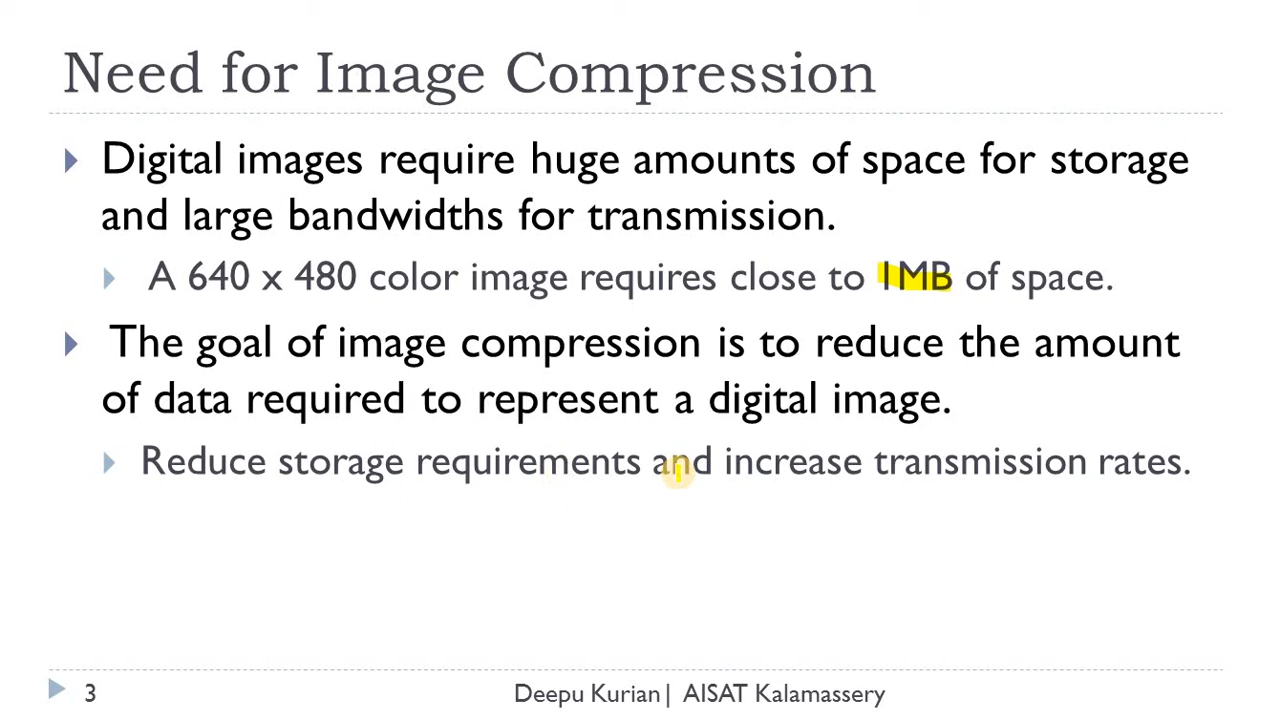 Need for Image Compression
Digital images require huge amounts of space for storage
and large bandwidths for transmission.
A 640 x 480 color image requires close to 1MB of space.
The goal of image compression is to reduce the amount
of data required to represent a digital image.
Reduce storage requirements and increase transmission rates.
3
Deepu Kurian| AISAT Kalamassery